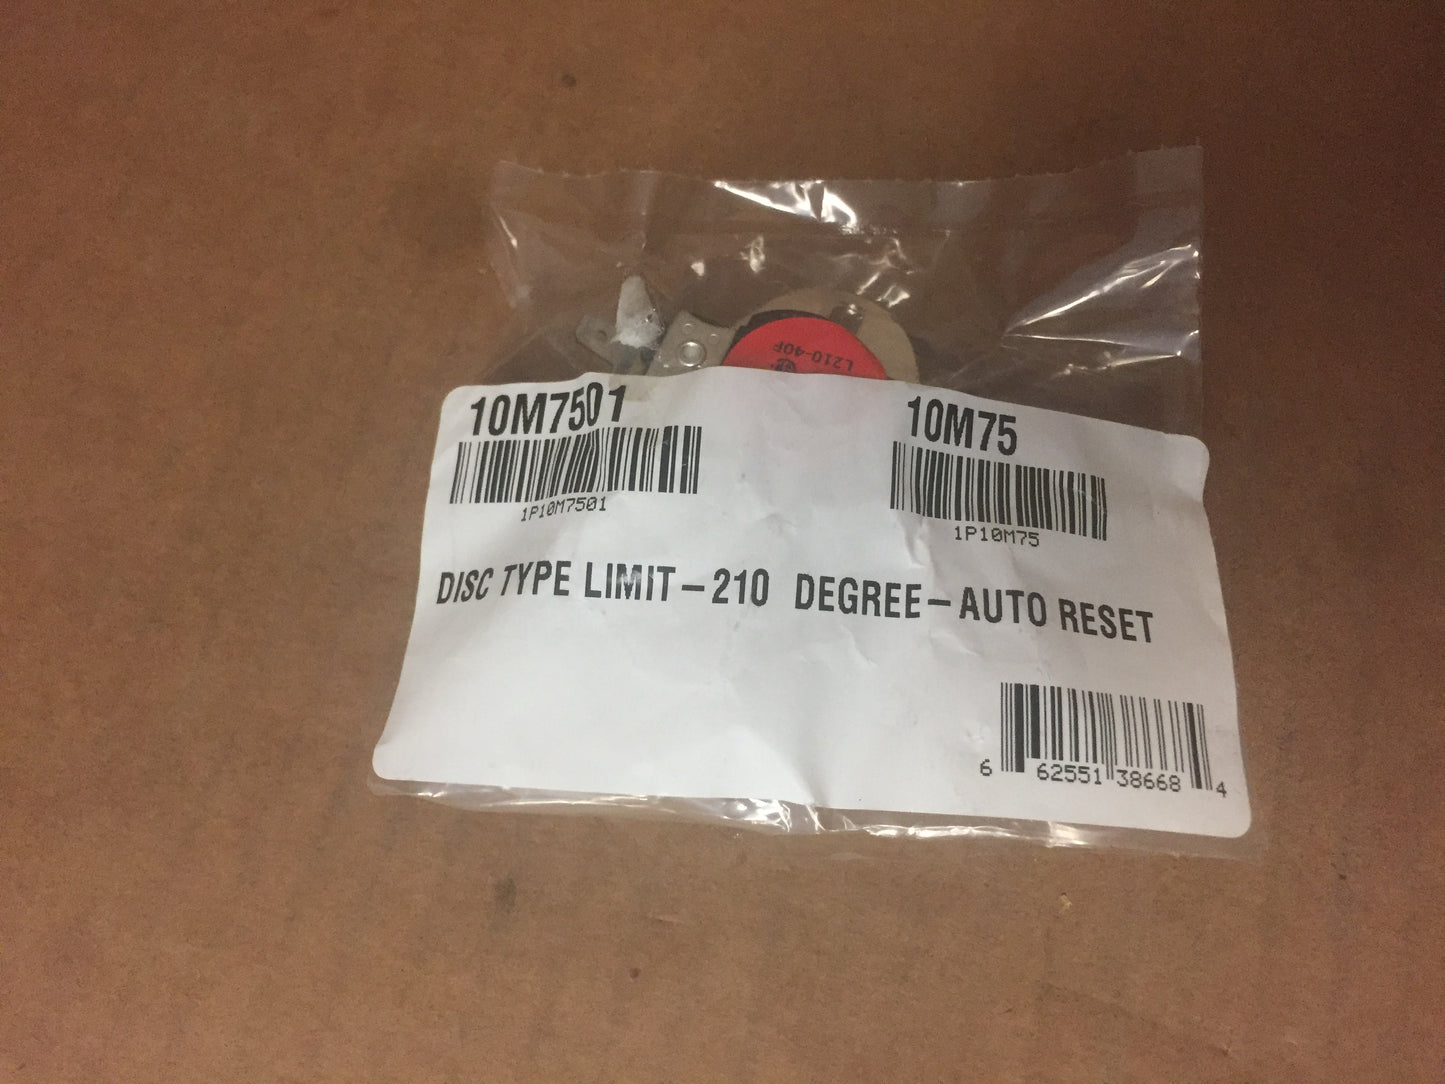 L210-40F
10M7501
10M75
1P10M7501
1P10M75
DISC TYPE LIMIT-210 DEGREE-AUTO RESET
6 62551 38668 4